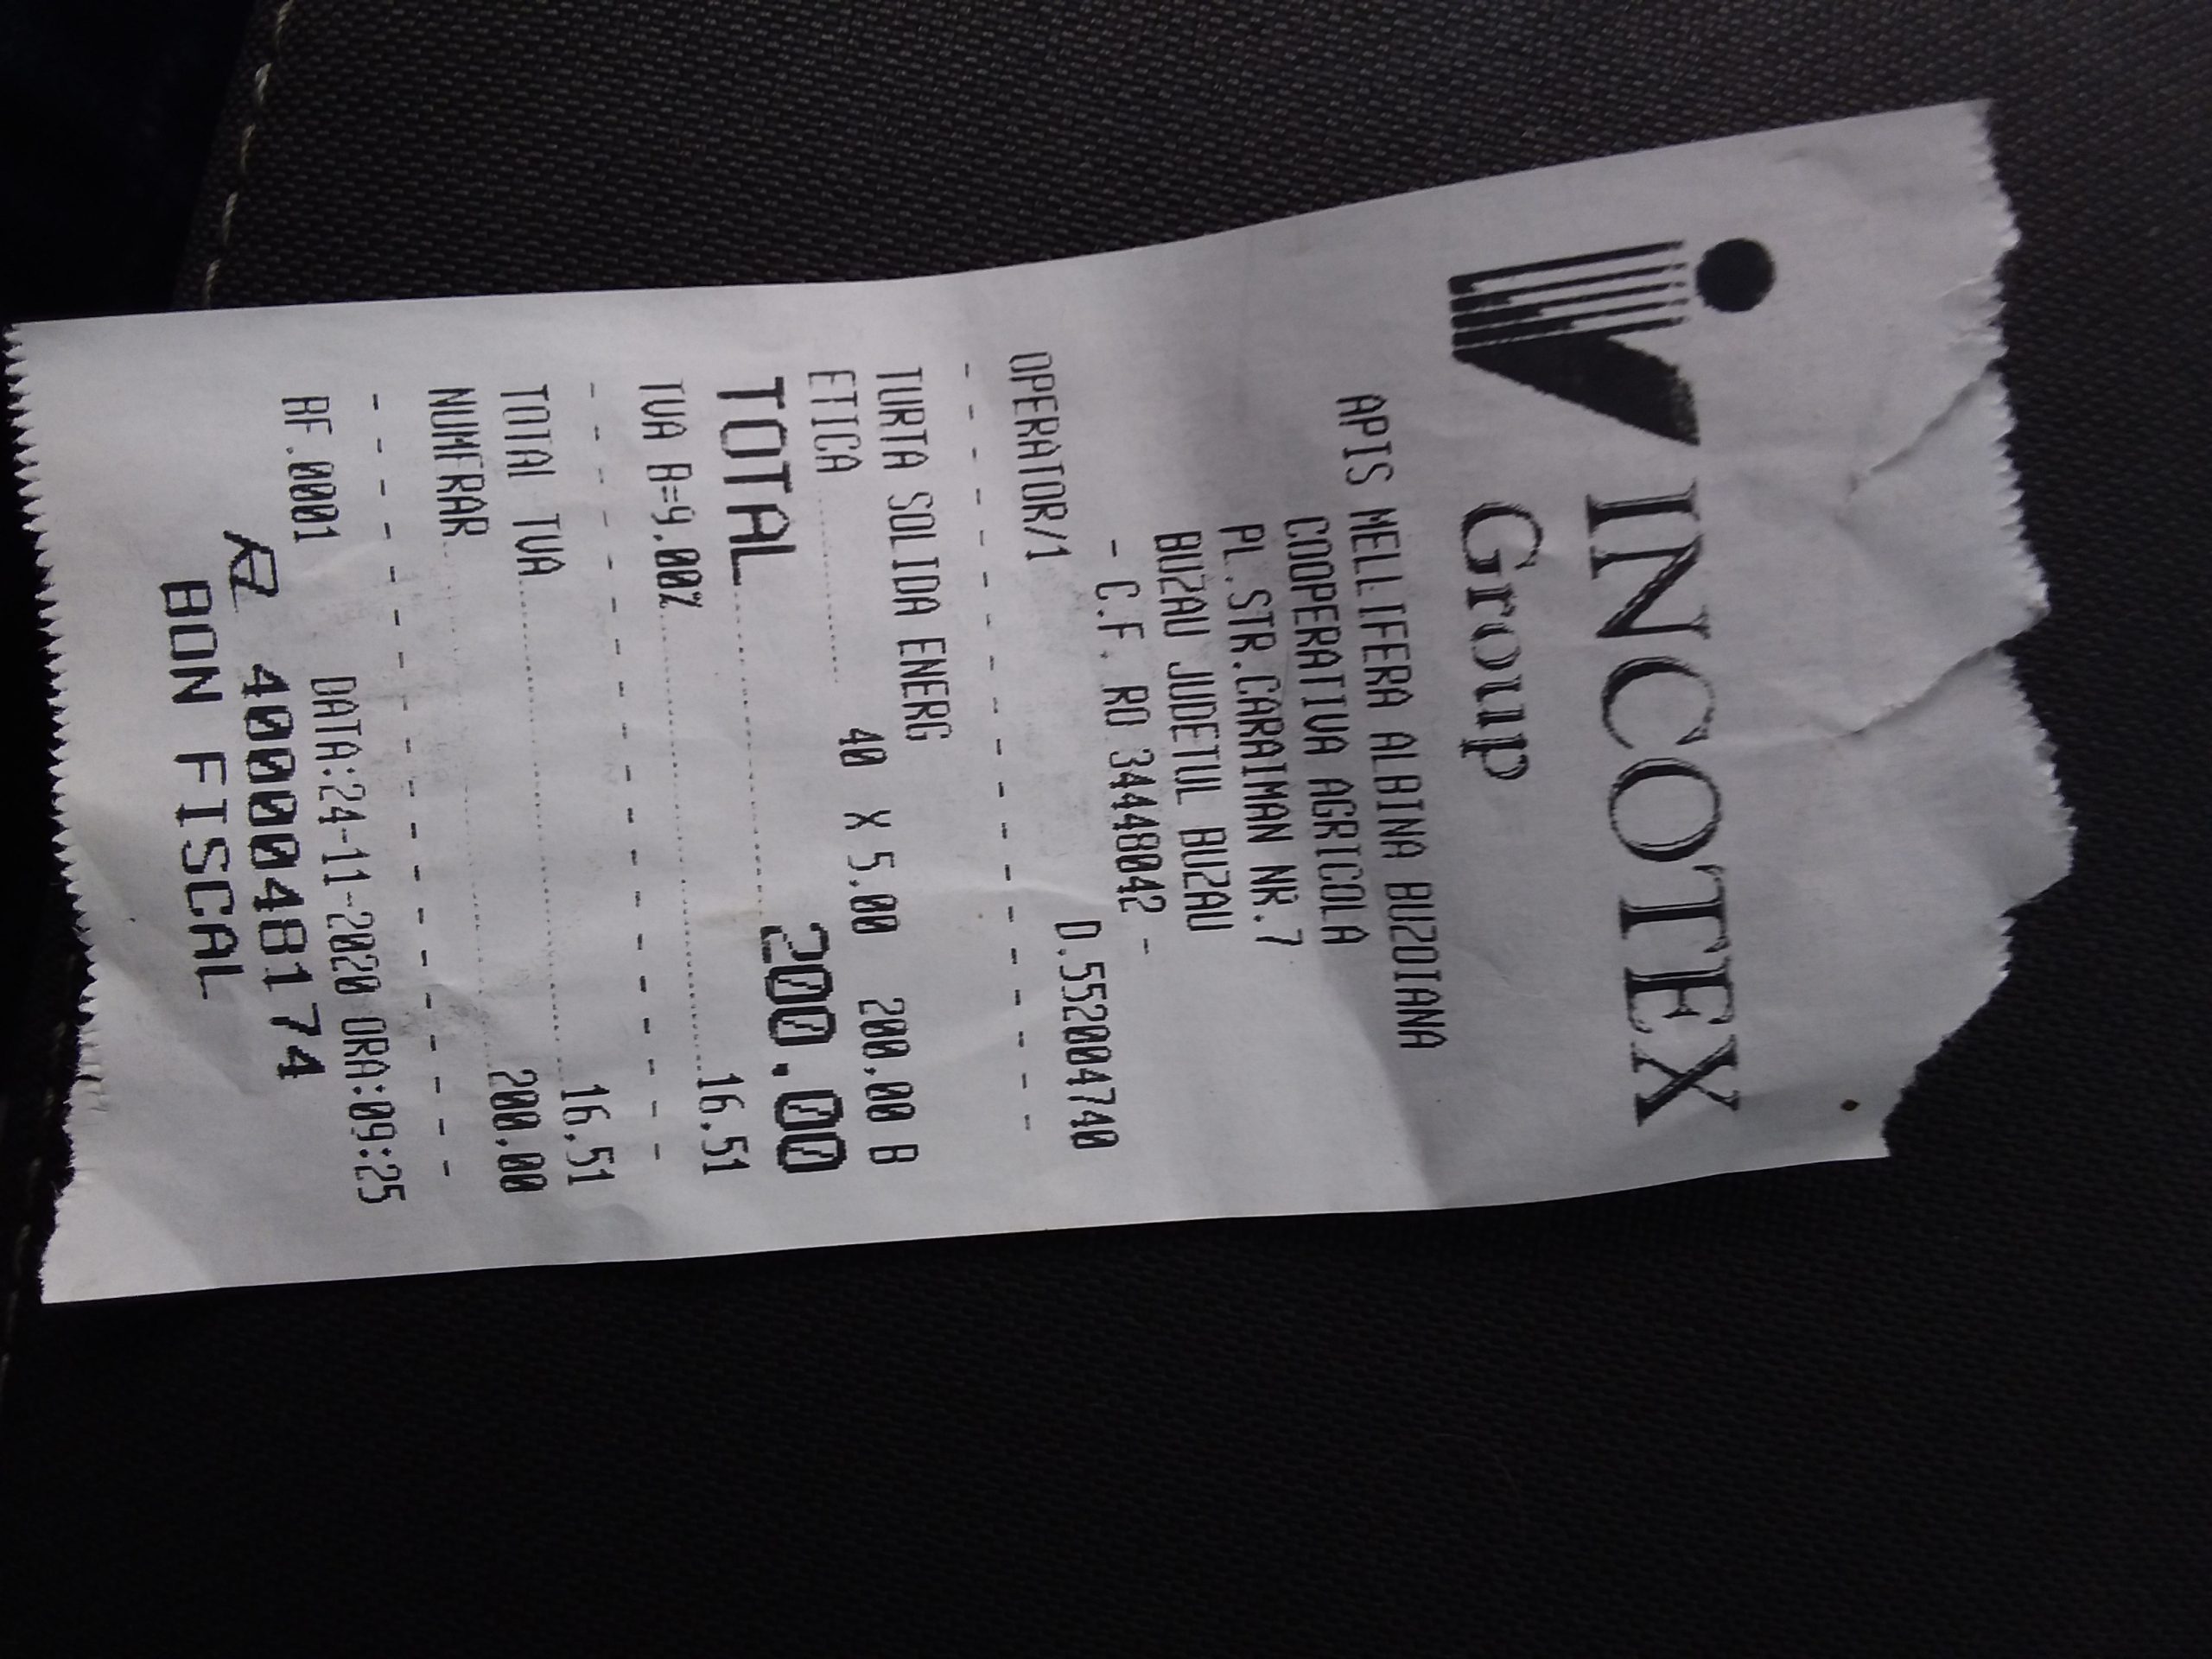 INCOTEX
Group
APIS MELLIFERA ALBINA BUZOIANA
COOPERATIVA AGRICOLA
PL.STR.CARAIMAN NR.7
BUZAU JUDETUL BUZAU
- C.F. RO 34448042 -
OPERATOR/1 D.552004740
TURTA SOLIDA ENERG
ETICA 40 X 5.00 200.00 B
TOTAL 200.00
TVA B=9.00% 16.51
TOTAL TVA 16.51
NUMERAR 200.00
BF.0001 DATA:24-11-2020 ORA:09:25
4000048174
BON FISCAL